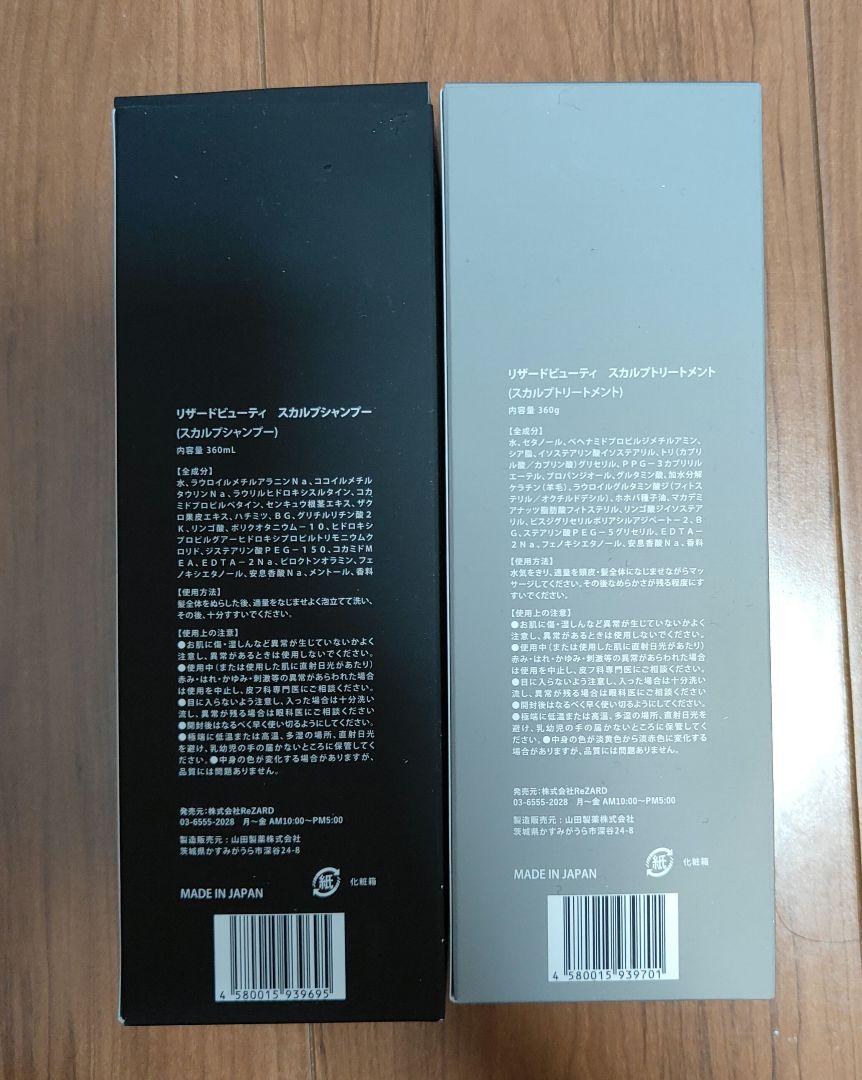 リザードビューティ　スカルプシャンプー
(スカルプシャンプー)
内容量 360mL
【全成分】
水、ラウロイルメチルアラニンNa、ココイルメチル
タウリンNa、ラウリルヒドロキシスルタイン、コカ
ミドプロピルベタイン、センキュウ根茎エキス、ザク
ロ果皮エキス、ハチミツ、BG、グリチルリチン酸2
K、リンゴ酸、ポリクオタニウム－10、ヒドロキシ
プロピルグアーヒドロキシプロピルトリモニウムク
ロリド、ジステアリン酸PEG－150、コカミドM
EA、EDTA－2Na、ピロクトンオラミン、フェ
ノキシエタノール、安息香酸Na、メントール、香料
【使用方法】
髪全体をぬらした後、適量をなじませよく泡立てて洗い、
その後、十分すすいでください。
【使用上の注意】
●お肌に傷・湿しんなど異常が生じていないかよく
注意し、異常があるときは使用しないでください。
●使用中（または使用した肌に直射日光があたり）
赤み・はれ・かゆみ・刺激等の異常があらわれた場合
は使用を中止し、皮フ科専門医にご相談ください。
●目に入らないよう注意し、入った場合は十分洗い
流し、異常が残る場合は眼科医にご相談ください
●開封後はなるべく早く使い切るようにしてください。
●極端に低温または高温、多湿の場所、直射日光
を避け、乳幼児の手の届かないところに保管してく
ださい。●中身の色が変化する場合がありますが、
品質には問題ありません。
発売元：株式会社ReZARD
03-6555-2028　月～金 AM10:00～PM5:00
製造販売元：山田製薬株式会社
茨城県かすみがうら市深谷24-8
MADE IN JAPAN
紙
化粧箱
4 580015 939695
リザードビューティ　スカルプトリートメント
(スカルプトリートメント)
内容量 360g
【全成分】
水、セタノール、ベヘナミドプロピルジメチルアミン、
シア脂、イソステアリン酸イソステアリル、トリ（カプリ
ル酸／カプリン酸）グリセリル、PPG－3カプリリル
エーテル、プロパンジオール、グルタミン酸、加水分解
ケラチン（羊毛）、ラウロイルグルタミン酸ジ（フィトス
テリル／オクチルドデシル）、ホホバ種子油、マカデミ
アナッツ脂肪酸フィトステリル、リンゴ酸ジイソステア
リル、ビスジグリセリルポリアシルアジペート－2、B
G、ステアリン酸PEG－5グリセリル、EDTA－
2Na、フェノキシエタノール、安息香酸Na、香料
【使用方法】
水気をきり、適量を頭皮・髪全体になじませながらマッ
サージしてください。その後なめらかさが残る程度にす
すいでください。
【使用上の注意】
●お肌に傷・湿しんなど異常が生じていないかよく
注意し、異常があるときは使用しないでください。
●使用中（または使用した肌に直射日光があたり）
赤み・はれ・かゆみ・刺激等の異常があらわれた場合
は使用を中止し、皮フ科専門医にご相談ください。
●目に入らないよう注意し、入った場合は十分洗い
流し、異常が残る場合は眼科医にご相談ください
●開封後はなるべく早く使い切るようにしてください。
●極端に低温または高温、多湿の場所、直射日光を
避け、乳幼児の手の届かないところに保管してくだ
さい。●中身の色が淡黄色から淡赤色に変化する
場合がありますが、品質には問題ありません。
発売元：株式会社ReZARD
03-6555-2028　月～金 AM10:00～PM5:00
製造販売元：山田製薬株式会社
茨城県かすみがうら市深谷24-8
MADE IN JAPAN
紙
化粧箱
4 580015 939701